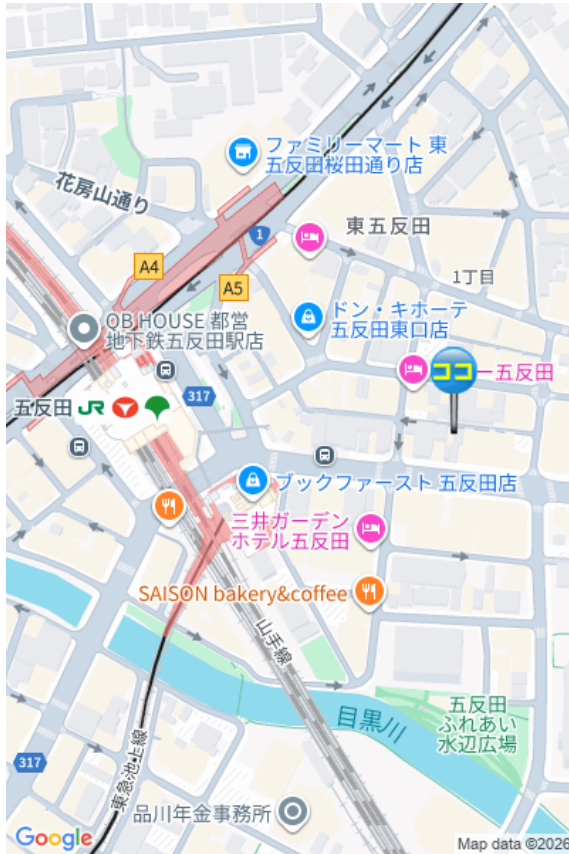 ファミリーマート 東
五反田桜田通り店
花房山通り
1
東五反田
A4
A5
1丁目
ドン・キホーテ
五反田東口店
QB HOUSE 都営
地下鉄五反田駅店
ココ
ー五反田
五反田 JR
317
ブックファースト 五反田店
三井ガーデン
ホテル五反田
SAISON bakery&coffee
山手線
目黒川
五反田
ふれあい
水辺広場
317
東急池上線
品川年金事務所
Google
Map data ©2026